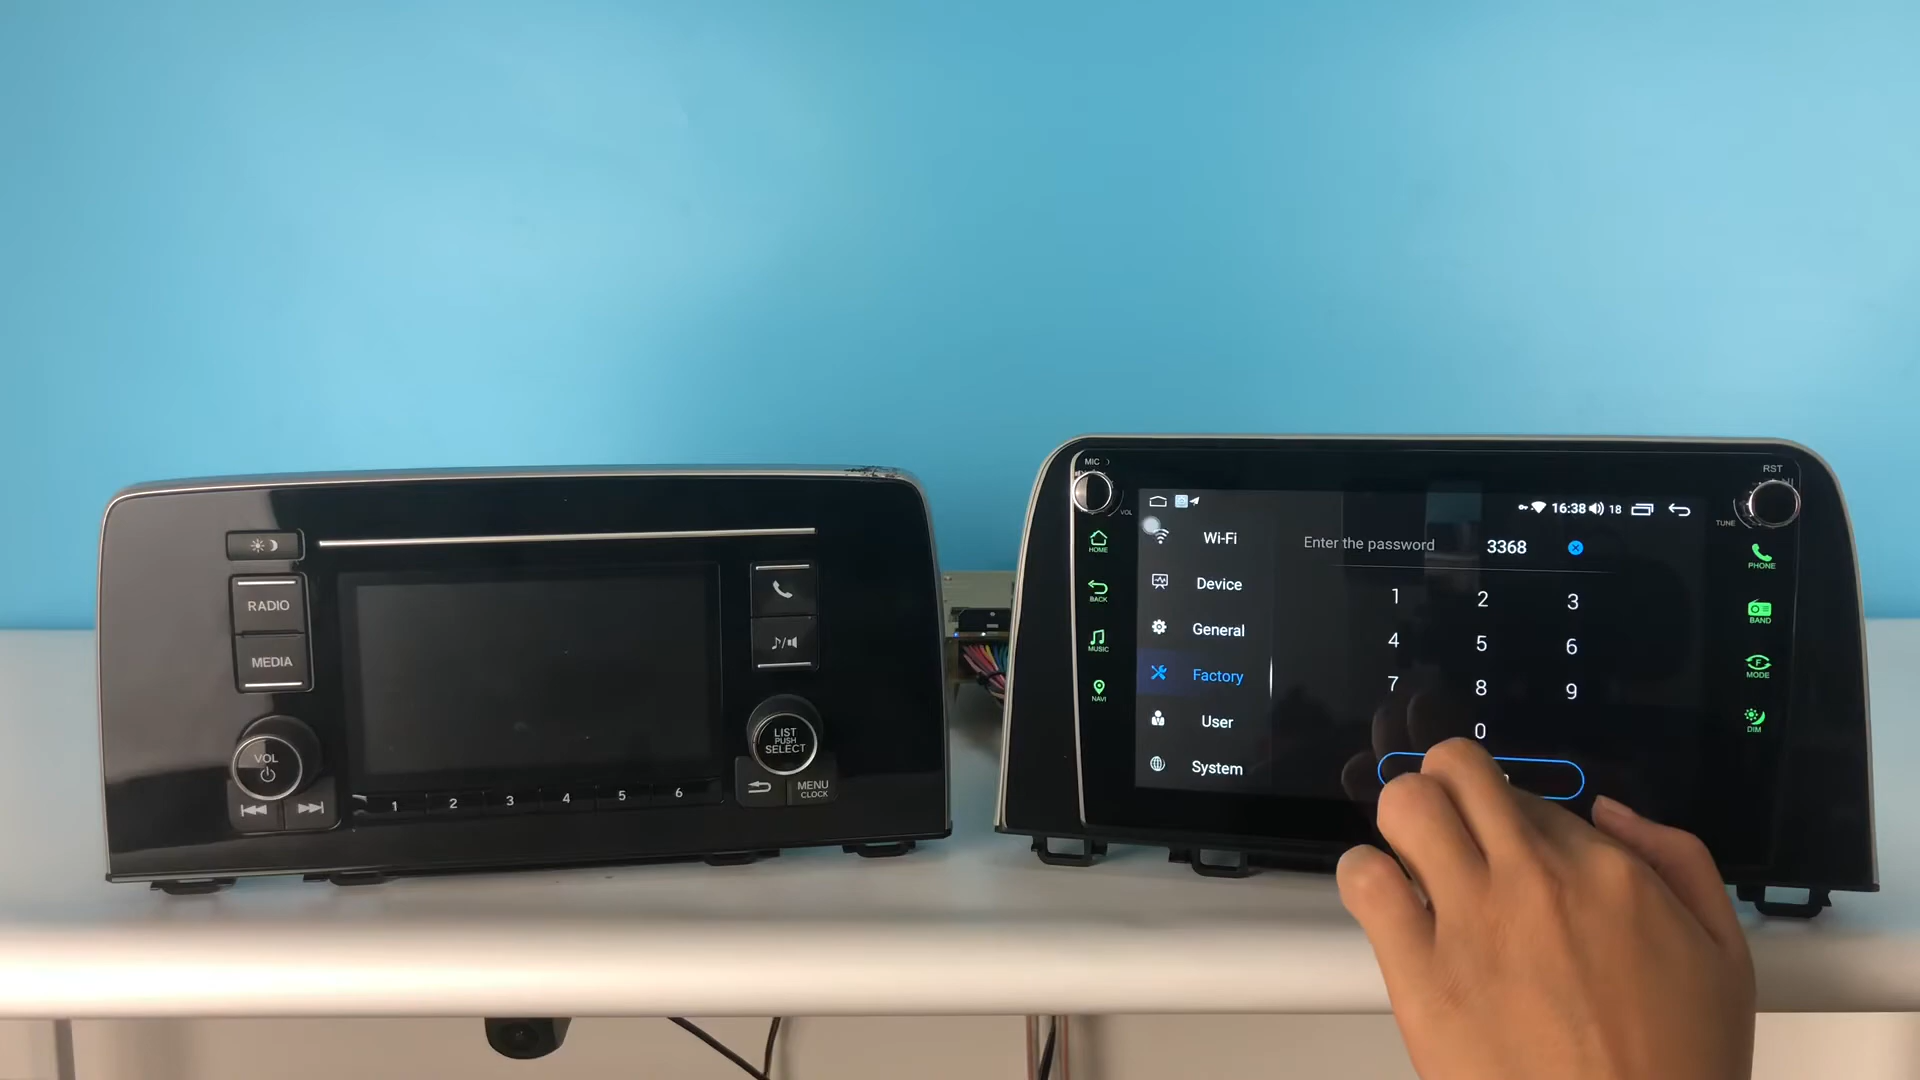 RADIO
MEDIA
VOL
1 2 3 4 5 6
LIST
PUSH
SELECT
MENU
CLOCK
MIC
VOL
HOME
BACK
MUSIC
NAVI
16:38 18
Wi-Fi
Device
General
Factory
User
System
Enter the password 3368
1 2 3
4 5 6
7 8 9
0
RST
TUNE
PHONE
BAND
F
MODE
DIM